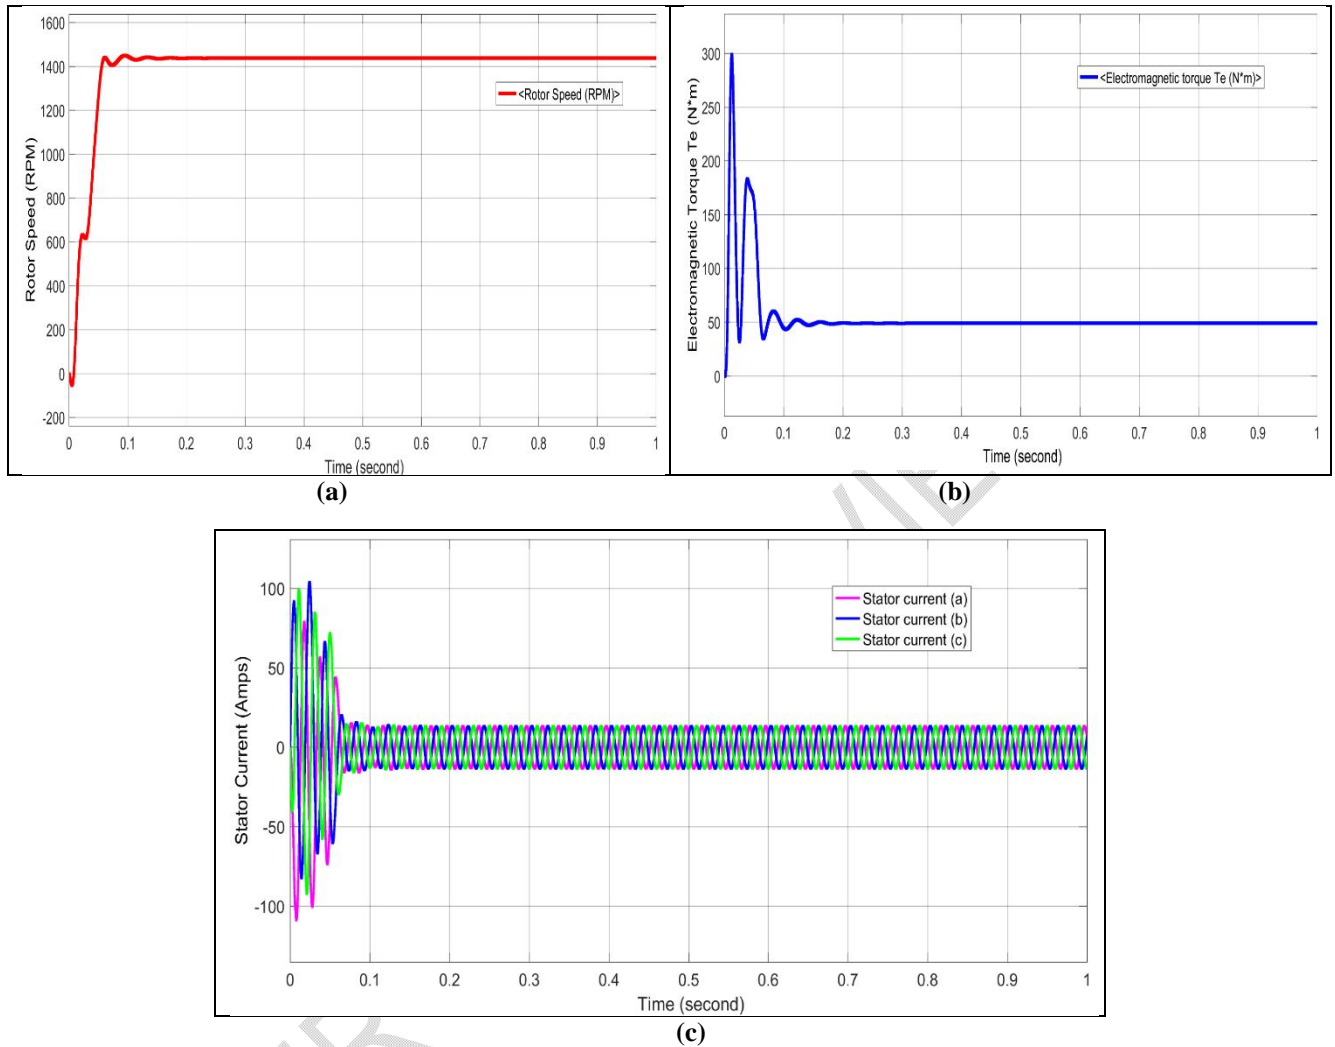 1600
1400
1200
1000
800
600
400
200
0
-200
Rotor Speed (RPM)
<Rotor Speed (RPM)>
0 0.1 0.2 0.3 0.4 0.5 0.6 0.7 0.8 0.9 1
Time (second)
300
250
200
150
100
50
0
Electromagnetic Torque Te (N*m)
<Electromagnetic torque Te (N*m)>
0 0.1 0.2 0.3 0.4 0.5 0.6 0.7 0.8 0.9 1
Time (second)
(a)
(b)
100
50
0
-50
-100
Stator Current (Amps)
Stator current (a)
Stator current (b)
Stator current (c)
0 0.1 0.2 0.3 0.4 0.5 0.6 0.7 0.8 0.9 1
Time (second)
(c)